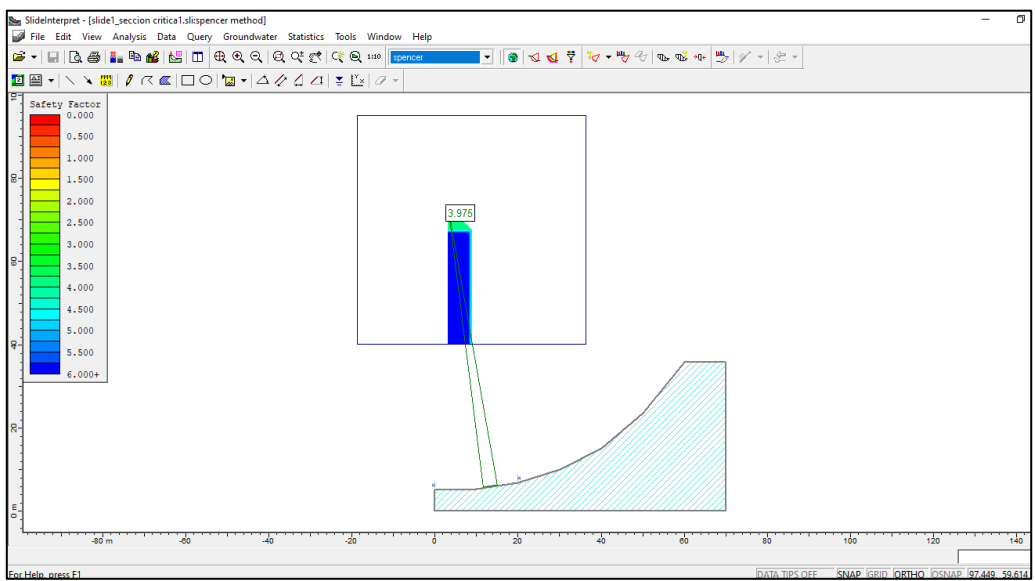 SlideInterpret - [slide1_seccion critica1.sli:spencer method]
File Edit View Analysis Data Query Groundwater Statistics Tools Window Help
1:10 spencer
Safety Factor
0.000
0.500
1.000
1.500
2.000
2.500
3.000
3.500
4.000
4.500
5.000
5.500
6.000+
3.975
80
60
40
20
0 m
-80 m -60 -40 -20 0 20 40 60 80 100 120 140
For Help, press F1
DATA TIPS OFF SNAP GRID ORTHO OSNAP 97.449, 59.614